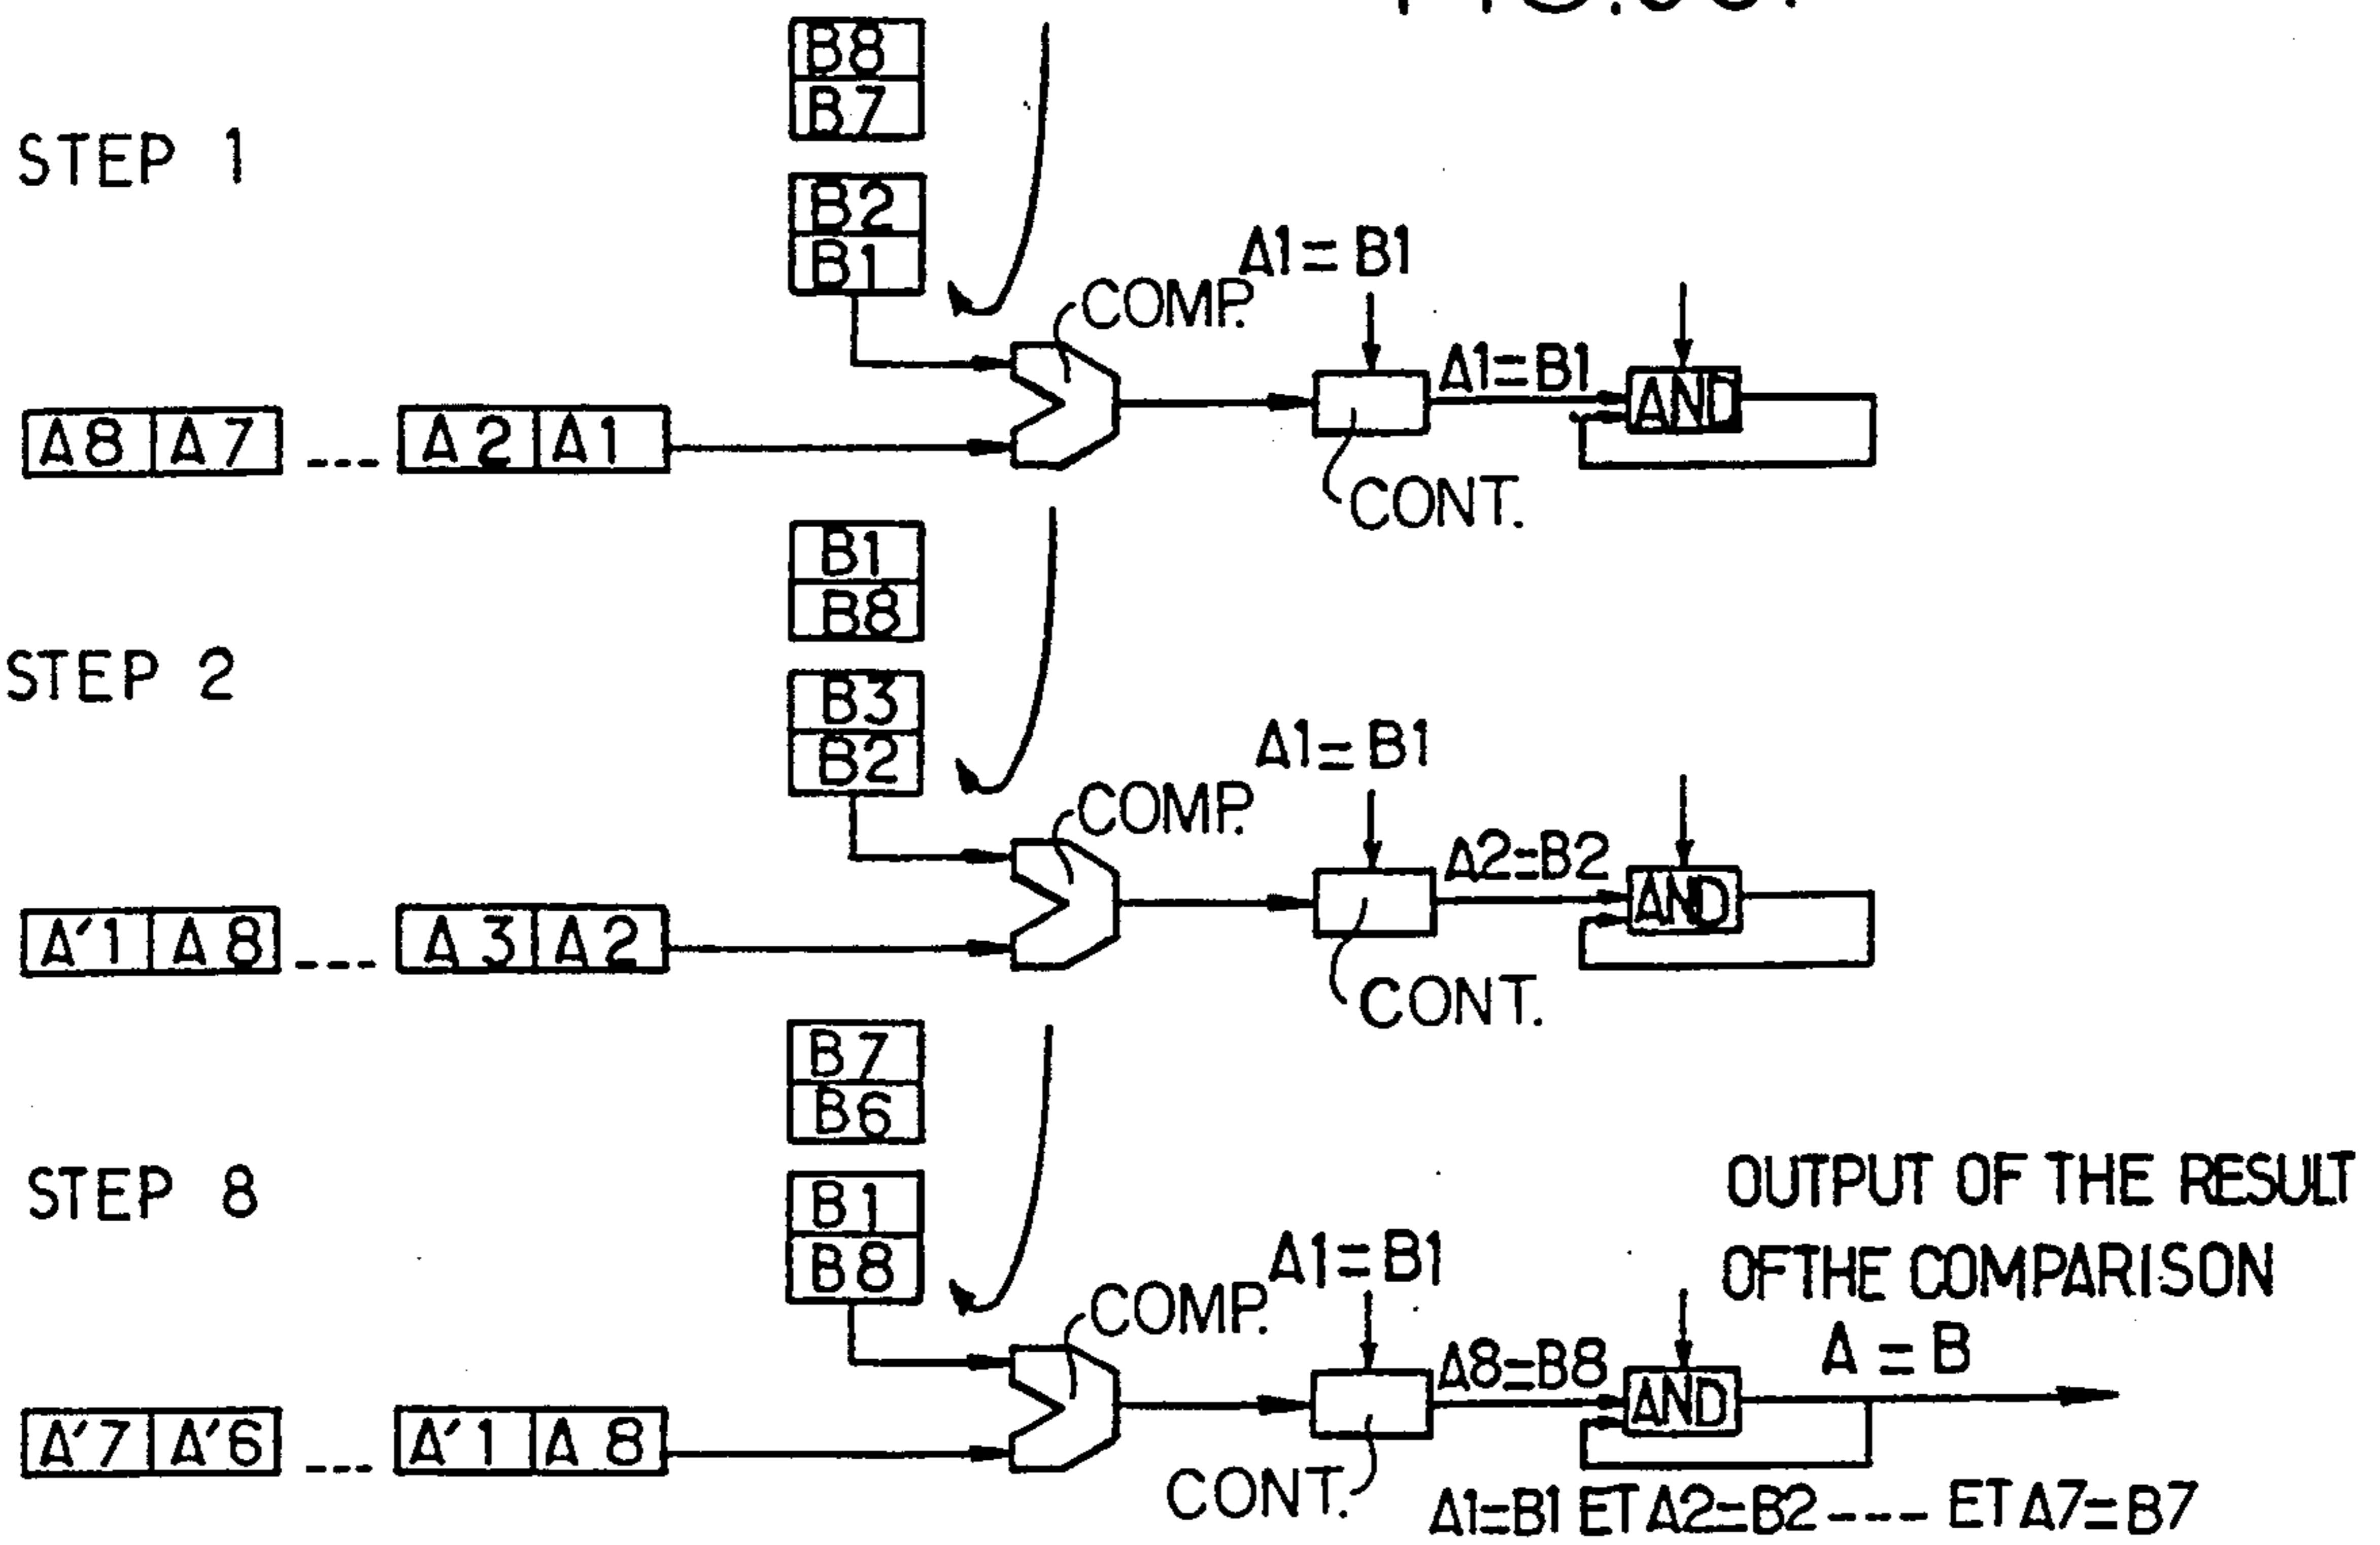 B8
B7
STEP 1
B2
B1
A1=B1
COMP.
A1=B1
AND
A8 A7 --- A2 A1
CONT.
B1
B8
STEP 2
B3
B2
A1=B1
COMP.
A2=B2
AND
A'1 A8 --- A3 A2
CONT.
B7
B6
STEP 8
B1
B8
OUTPUT OF THE RESULT
OF THE COMPARISON
A1=B1
COMP.
A = B
A8=B8
AND
A'7 A'6 --- A'1 A8
CONT.
A1=B1 ET A2=B2 ---- ET A7=B7